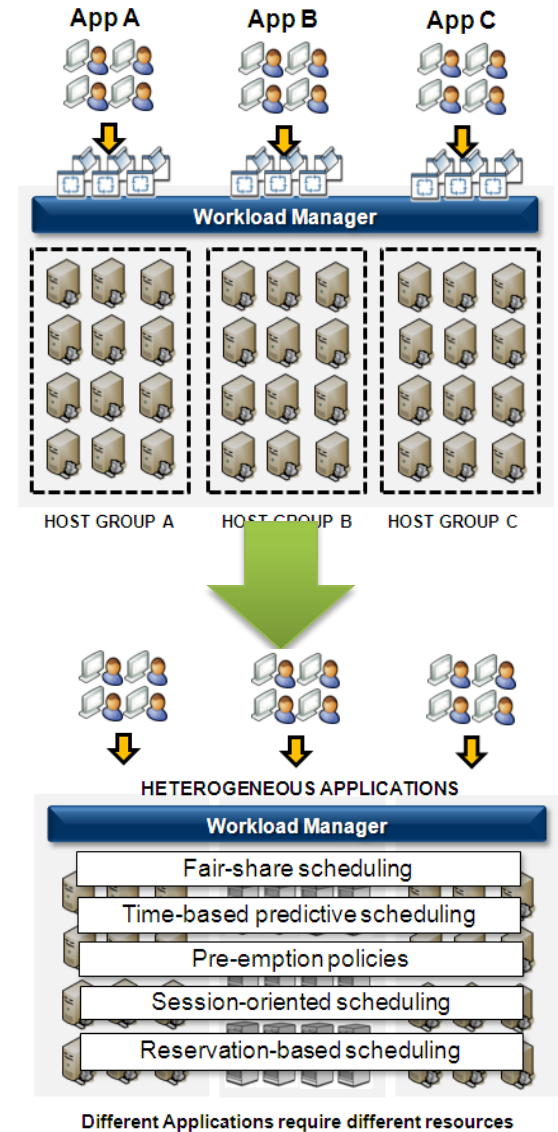 App A
App B
App C
Workload Manager
HOST GROUP A
HOST GROUP B
HOST GROUP C
HETEROGENEOUS APPLICATIONS
Workload Manager
Fair-share scheduling
Time-based predictive scheduling
Pre-emption policies
Session-oriented scheduling
Reservation-based scheduling
Different Applications require different resources